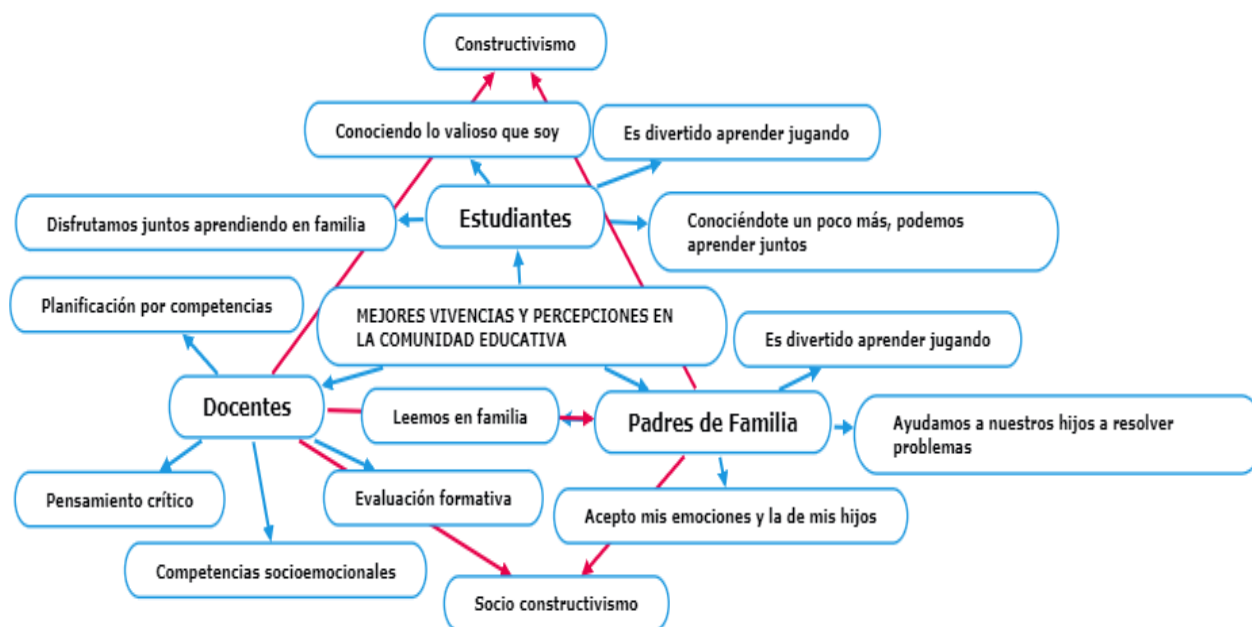 Constructivismo
Conociendo lo valioso que soy
Es divertido aprender jugando
Estudiantes
Disfrutamos juntos aprendiendo en familia
Conociéndote un poco más, podemos
aprender juntos
Planificación por competencias
MEJORES VIVENCIAS Y PERCEPCIONES EN
LA COMUNIDAD EDUCATIVA
Es divertido aprender jugando
Docentes
Leemos en familia
Padres de Familia
Ayudamos a nuestros hijos a resolver
problemas
Pensamiento crítico
Evaluación formativa
Acepto mis emociones y la de mis hijos
Competencias socioemocionales
Socio constructivismo